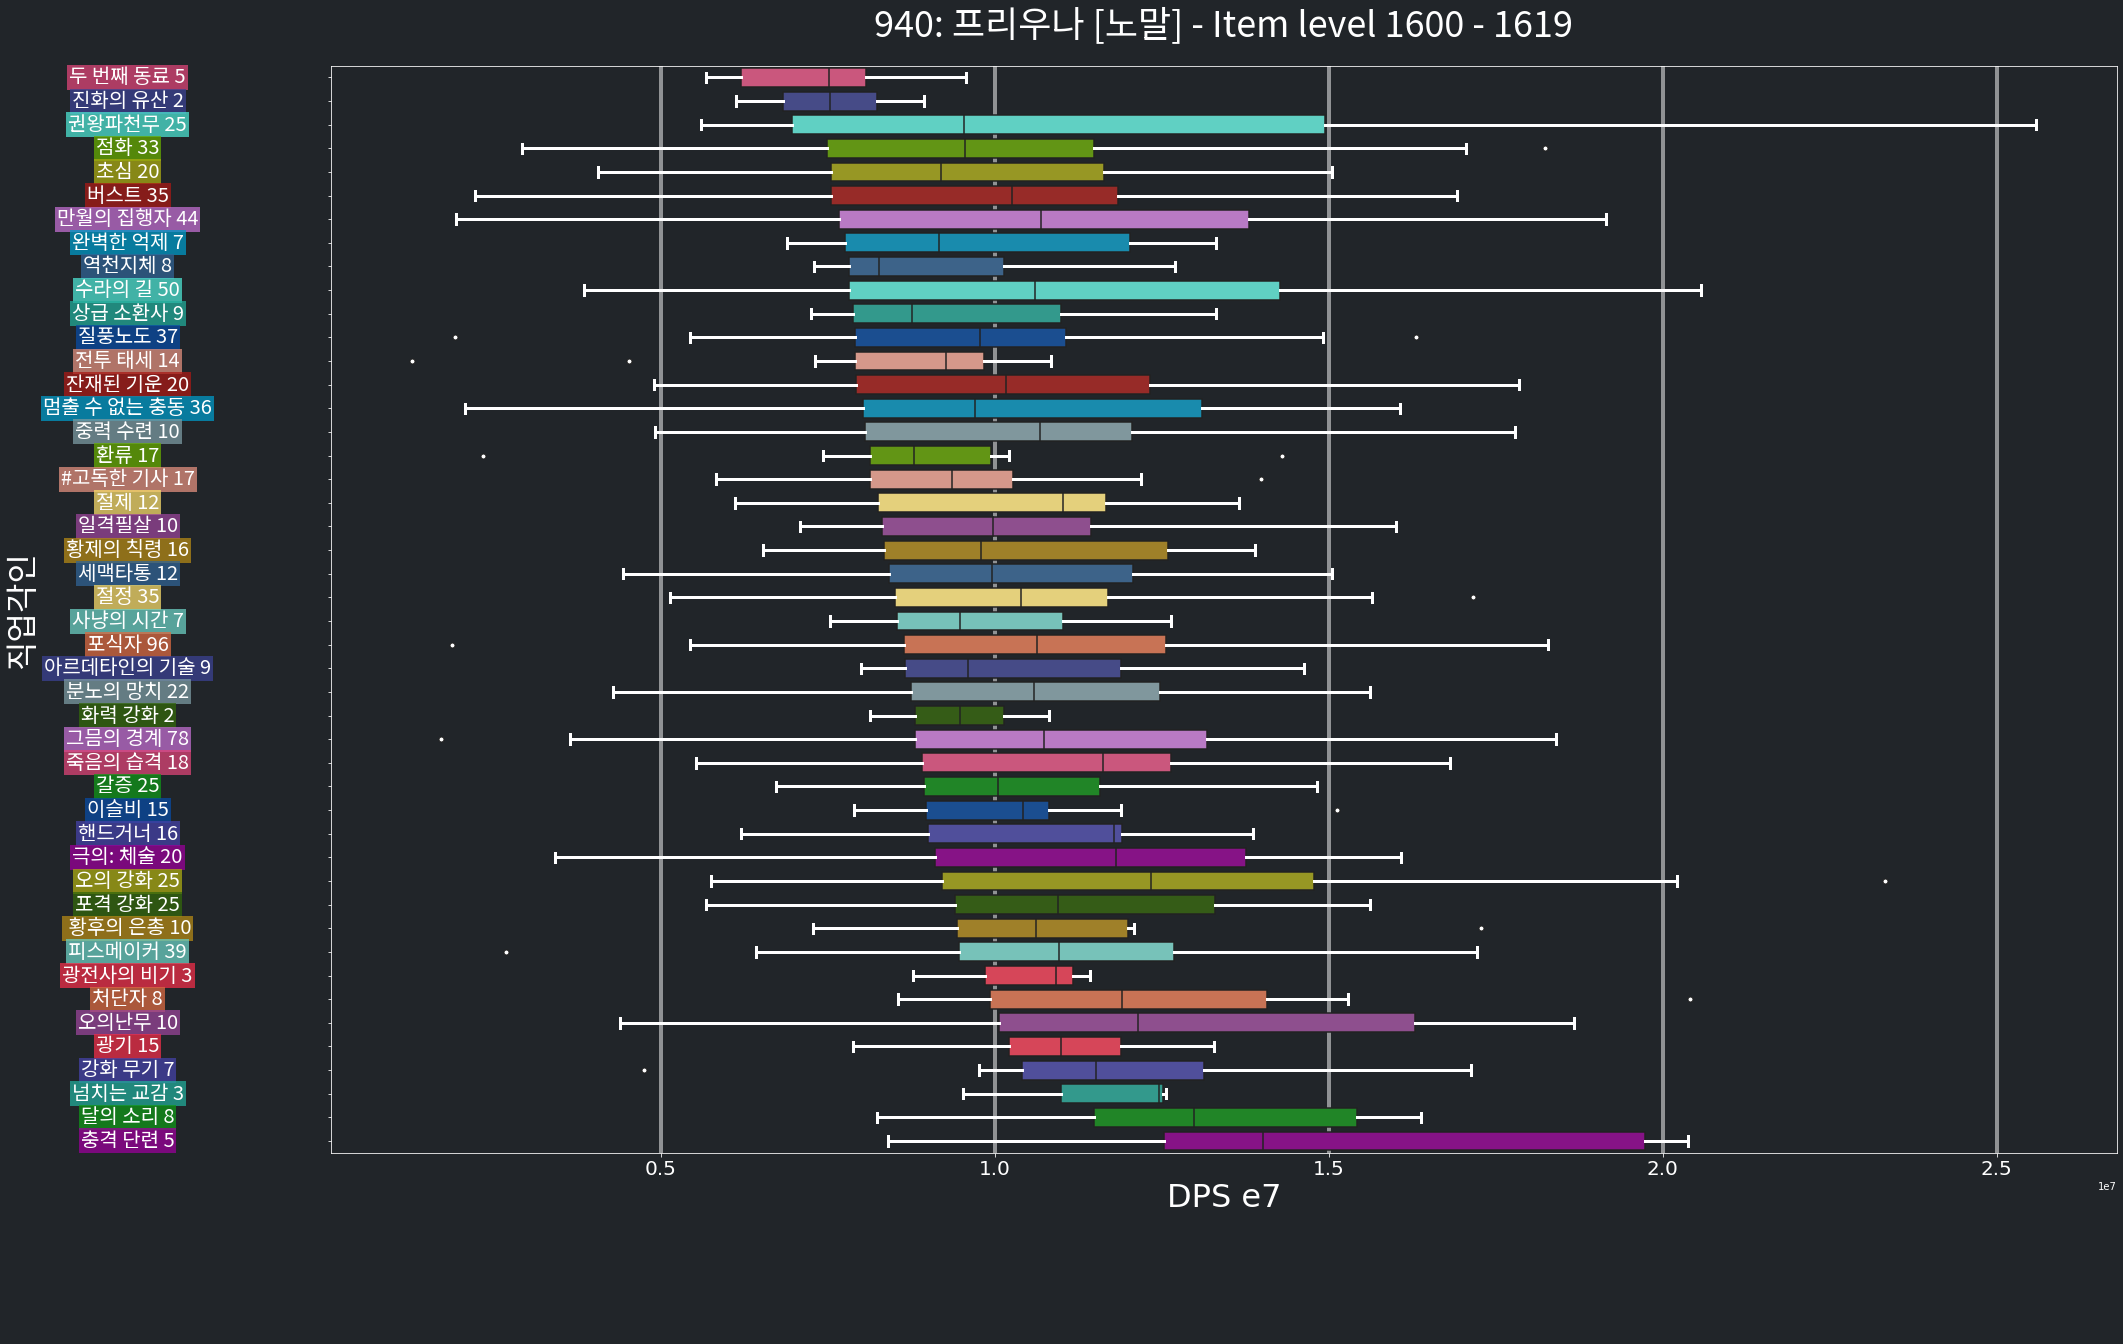 940: 프리우나 [노말] - Item level 1600 - 1619
두 번째 동료 5
진화의 유산 2
권왕파천무 25
점화 33
초심 20
버스트 35
만월의 집행자 44
완벽한 억제 7
역천지체 8
수라의 길 50
상급 소환사 9
질풍노도 37
전투 태세 14
잔재된 기운 20
멈출 수 없는 충동 36
중력 수련 10
환류 17
#고독한 기사 17
절제 12
일격필살 10
황제의 칙령 16
세맥타통 12
절정 35
사냥의 시간 7
포식자 96
아르데타인의 기술 9
분노의 망치 22
화력 강화 2
그믐의 경계 78
죽음의 습격 18
갈증 25
이슬비 15
핸드거너 16
극의: 체술 20
오의 강화 25
포격 강화 25
황후의 은총 10
피스메이커 39
광전사의 비기 3
처단자 8
오의난무 10
광기 15
강화 무기 7
넘치는 교감 3
달의 소리 8
충격 단련 5
직업각인
0.5 1.0 1.5 2.0 2.5
1e7
DPS e7